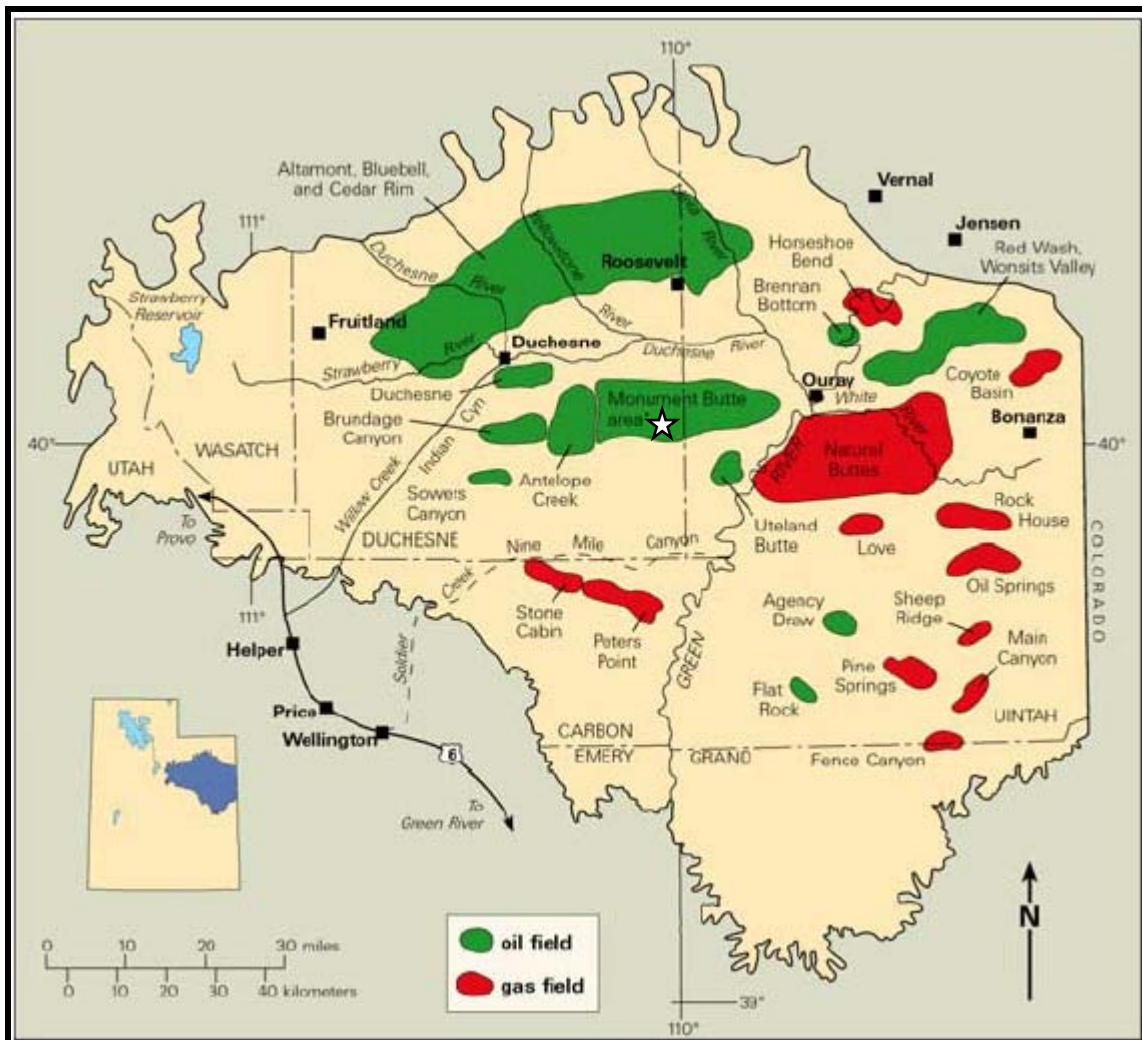 110°
Altamont, Bluebell,
and Cedar Rim
Vernal
111°
Jensen
Red Wash,
Wonsits Valley
Horseshoe
Bend
Brennan
Bottom
Yellowstone
River
River
Duchesne
River
Roosevelt
Strawberry
Reservoir
Fruitland
Duchesne
Duchesne River
Strawberry River
Duchesne
Ouray
White
River
Coyote
Basin
Bonanza
Monument Butte
area
Brundage
Canyon
Indian Cyn
Willow Creek
40°
40°
WASATCH
UTAH
Antelope
Creek
Sowers
Canyon
RIVER
Natural
Buttes
To
Provo
DUCHESNE
Nine Mile Canyon
Uteland
Butte
Love
Rock
House
Oil Springs
COLORADO
Creek
Stone
Cabin
Peters
Point
111°
Helper
Soldier
GREEN
Agency
Draw
Sheep
Ridge
Main
Canyon
Pine
Springs
Flat
Rock
UINTAH
Price
Wellington
6
CARBON
EMERY
GRAND
Fence Canyon
To
Green River
N
oil field
gas field
0 10 20 30 miles
0 10 20 30 40 kilometers
39°
110°